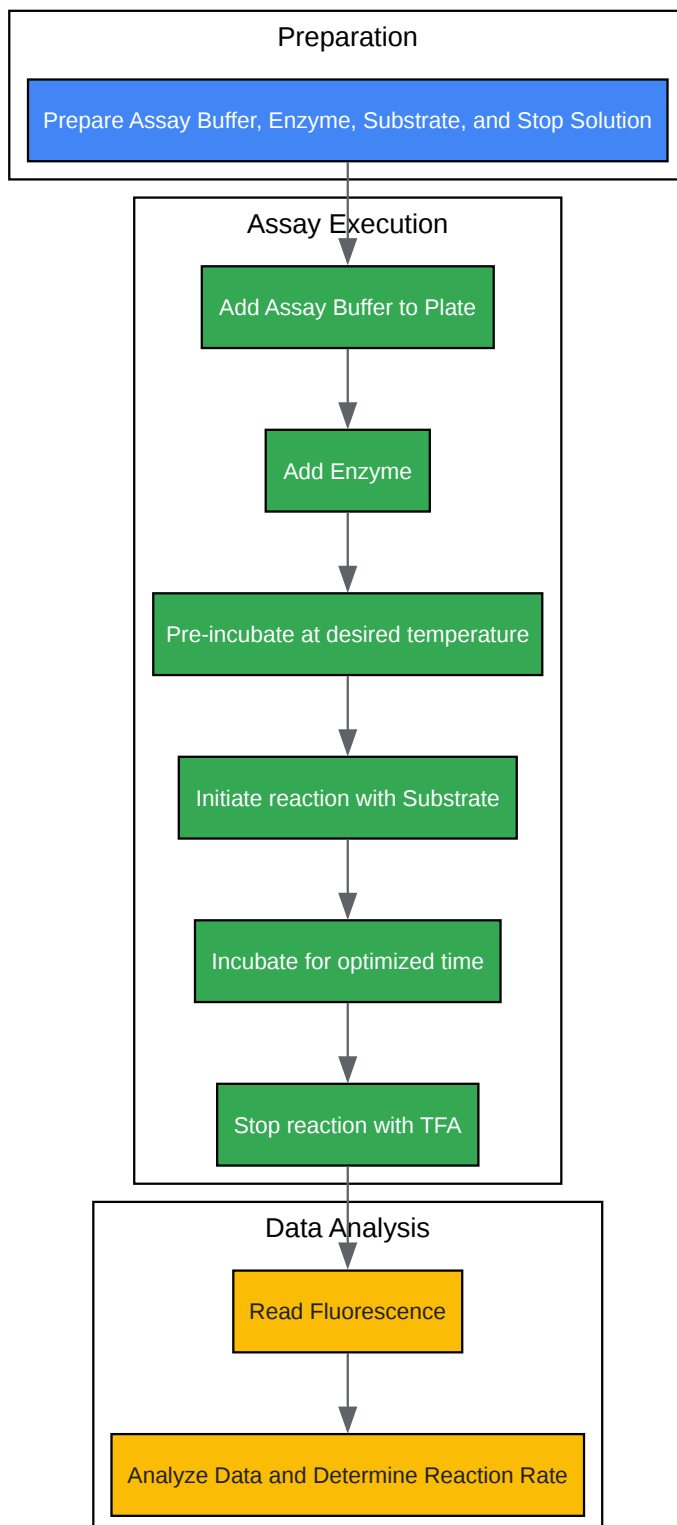 Preparation
Prepare Assay Buffer, Enzyme, Substrate, and Stop Solution
Assay Execution
Add Assay Buffer to Plate
Add Enzyme
Pre-incubate at desired temperature
Initiate reaction with Substrate
Incubate for optimized time
Stop reaction with TFA
Data Analysis
Read Fluorescence
Analyze Data and Determine Reaction Rate